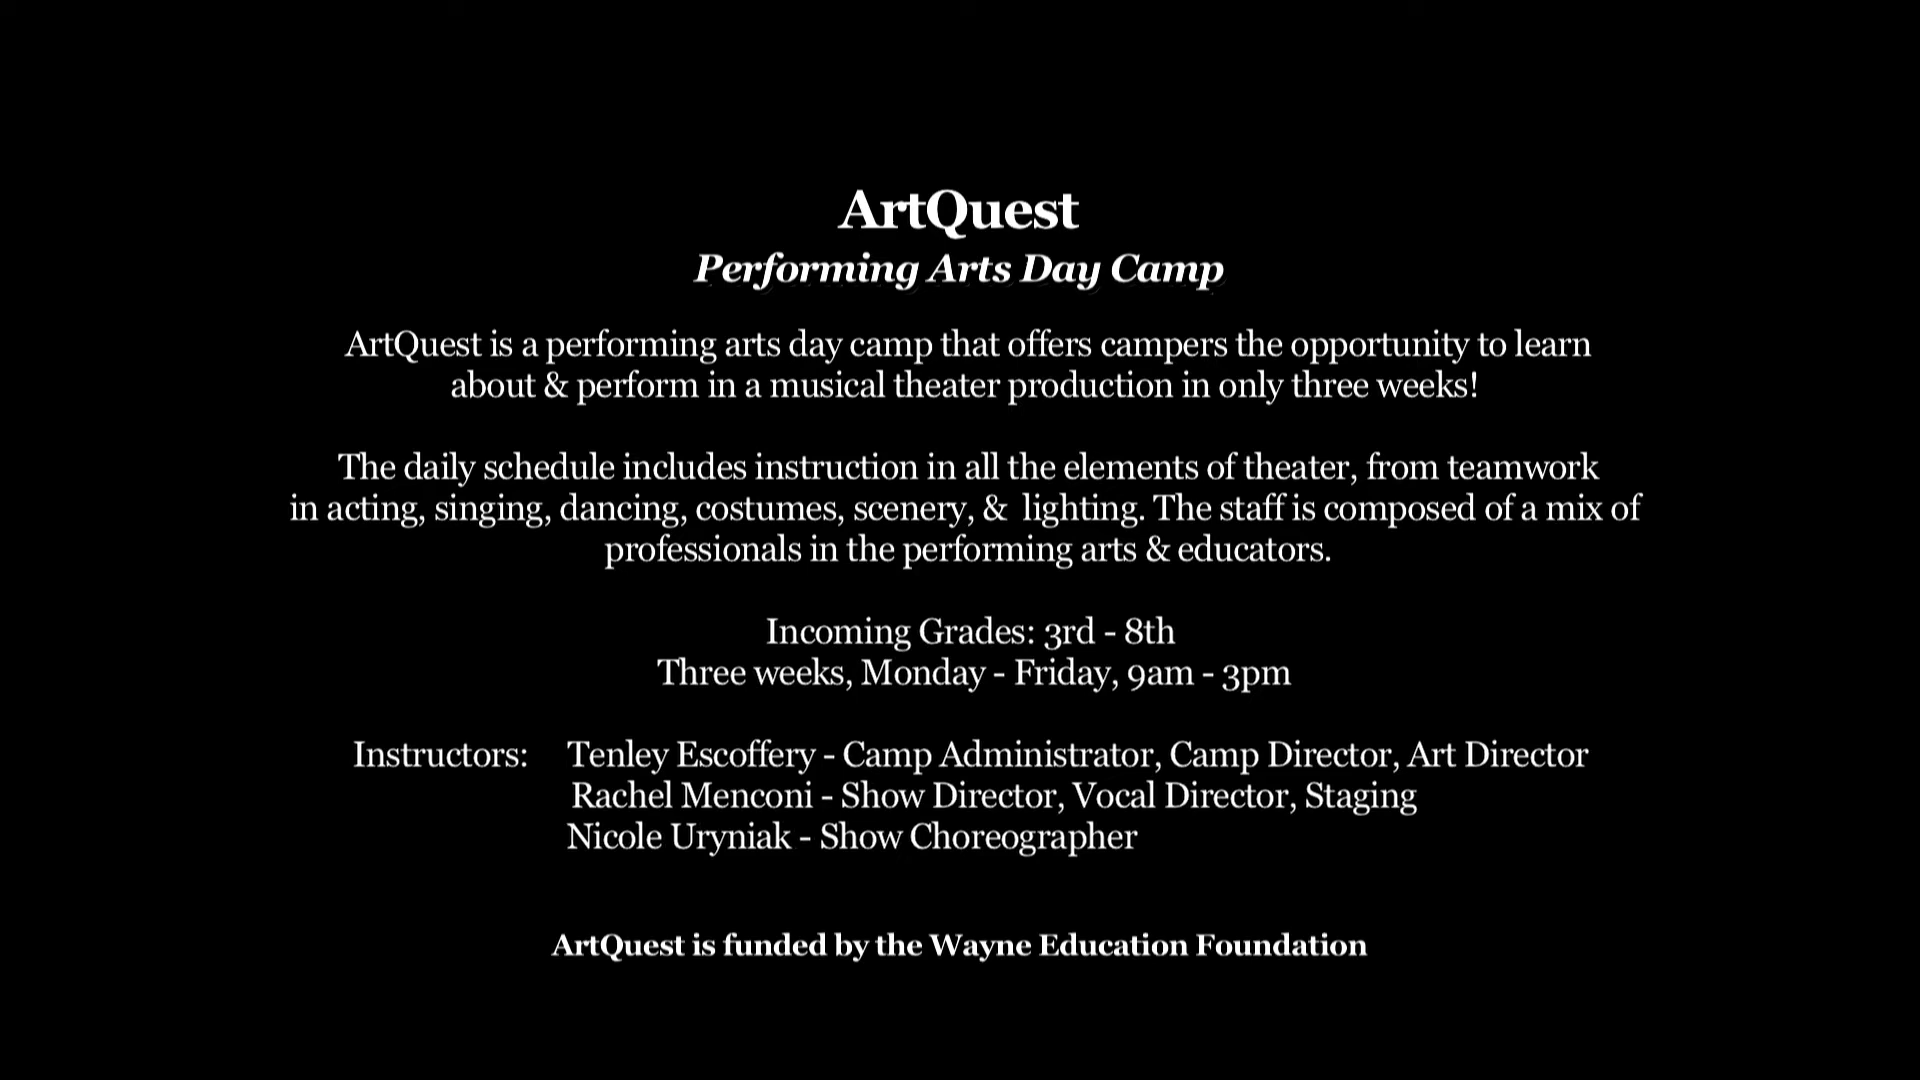 ArtQuest
Performing Arts Day Camp
ArtQuest is a performing arts day camp that offers campers the opportunity to learn
about & perform in a musical theater production in only three weeks!
The daily schedule includes instruction in all the elements of theater, from teamwork
in acting, singing, dancing, costumes, scenery, & lighting. The staff is composed of a mix of
professionals in the performing arts & educators.
Incoming Grades: 3rd - 8th
Three weeks, Monday - Friday, 9am - 3pm
Instructors: Tenley Escoffery - Camp Administrator, Camp Director, Art Director
Rachel Menconi - Show Director, Vocal Director, Staging
Nicole Uryniak - Show Choreographer
ArtQuest is funded by the Wayne Education Foundation